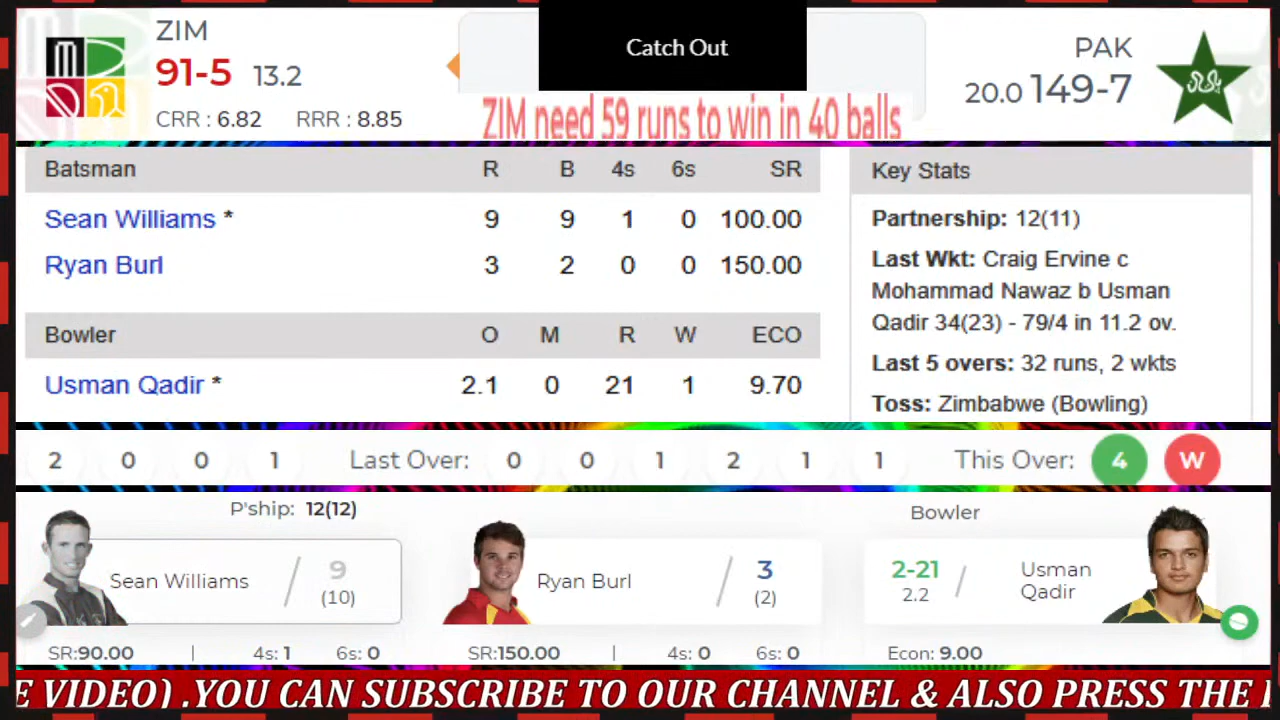 ZIM
91-5 13.2
CRR : 6.82 RRR : 8.85
Catch Out
ZIM need 59 runs to win in 40 balls
PAK
20.0 149-7
Batsman R B 4s 6s SR
Sean Williams * 9 9 1 0 100.00
Ryan Burl 3 2 0 0 150.00
Bowler O M R W ECO
Usman Qadir * 2.1 0 21 1 9.70
Key Stats
Partnership: 12(11)
Last Wkt: Craig Ervine c
Mohammad Nawaz b Usman
Qadir 34(23) - 79/4 in 11.2 ov.
Last 5 overs: 32 runs, 2 wkts
Toss: Zimbabwe (Bowling)
2 0 0 1 Last Over: 0 0 1 2 1 1 This Over: 4 W
P'ship: 12(12)
Sean Williams / 9
(10)
SR:90.00 | 4s: 1 6s: 0
Ryan Burl / 3
(2)
SR:150.00 | 4s: 0 6s: 0
Bowler
2-21 / Usman
2.2 Qadir
Econ: 9.00
E VIDEO) .YOU CAN SUBSCRIBE TO OUR CHANNEL & ALSO PRESS THE